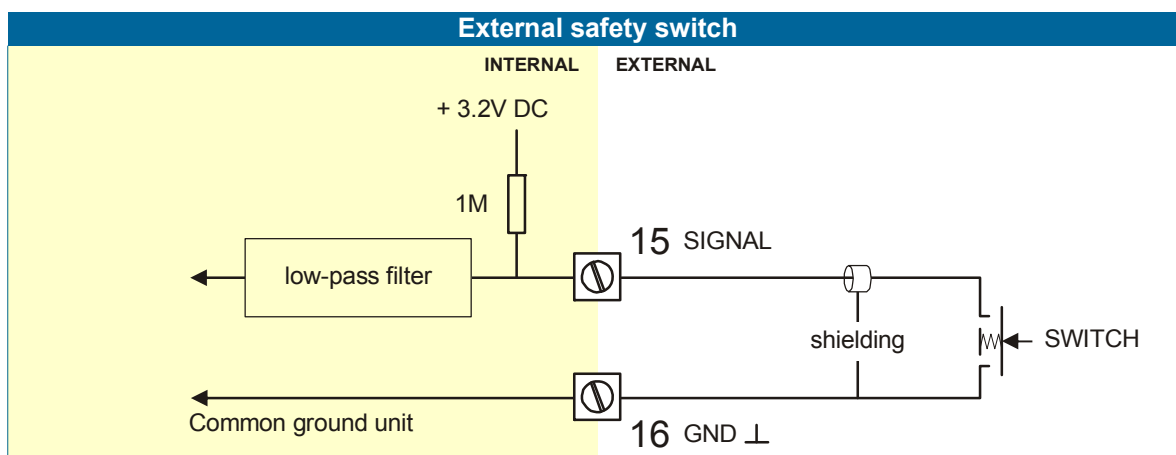 External safety switch
INTERNAL EXTERNAL
+ 3.2V DC
1M
15 SIGNAL
low-pass filter
shielding
SWITCH
Common ground unit
16 GND ⊥